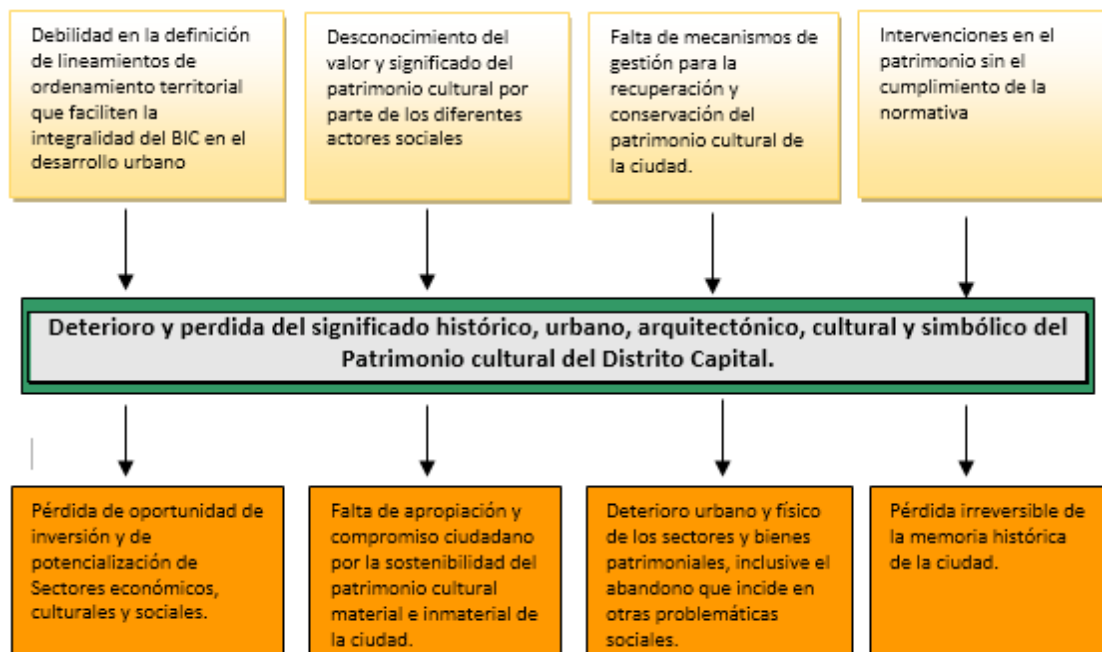 Debilidad en la definición
de lineamientos de
ordenamiento territorial
que faciliten la
integralidad del BIC en el
desarrollo urbano
Desconocimiento del
valor y significado del
patrimonio cultural por
parte de los diferentes
actores sociales
Falta de mecanismos de
gestión para la
recuperación y
conservación del
patrimonio cultural de
la ciudad.
Intervenciones en el
patrimonio sin el
cumplimiento de la
normativa
Deterioro y perdida del significado histórico, urbano, arquitectónico, cultural y simbólico del
Patrimonio cultural del Distrito Capital.
Pérdida de oportunidad de
inversión y de
potencialización de
Sectores económicos,
culturales y sociales.
Falta de apropiación y
compromiso ciudadano
por la sostenibilidad del
patrimonio cultural
material e inmaterial de
la ciudad.
Deterioro urbano y físico
de los sectores y bienes
patrimoniales, inclusive el
abandono que incide en
otras problemáticas
sociales.
Pérdida irreversible de
la memoria histórica
de la ciudad.